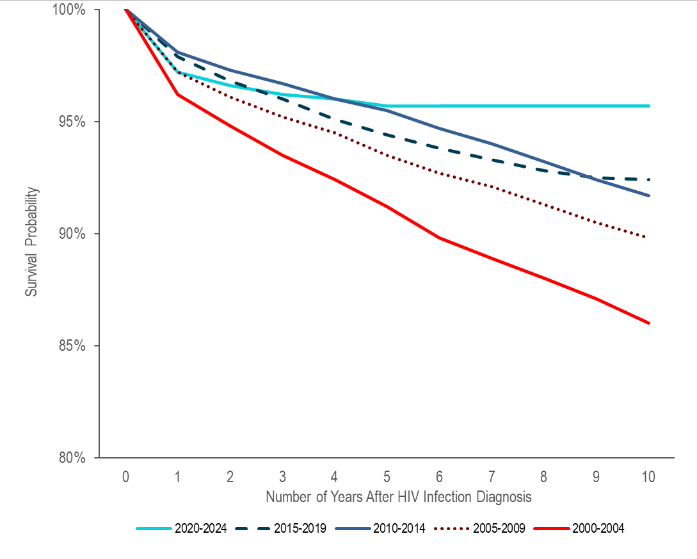 100%
95%
90%
85%
80%
Survival Probability
0 1 2 3 4 5 6 7 8 9 10
Number of Years After HIV Infection Diagnosis
2020-2024 2015-2019 2010-2014 2005-2009 2000-2004